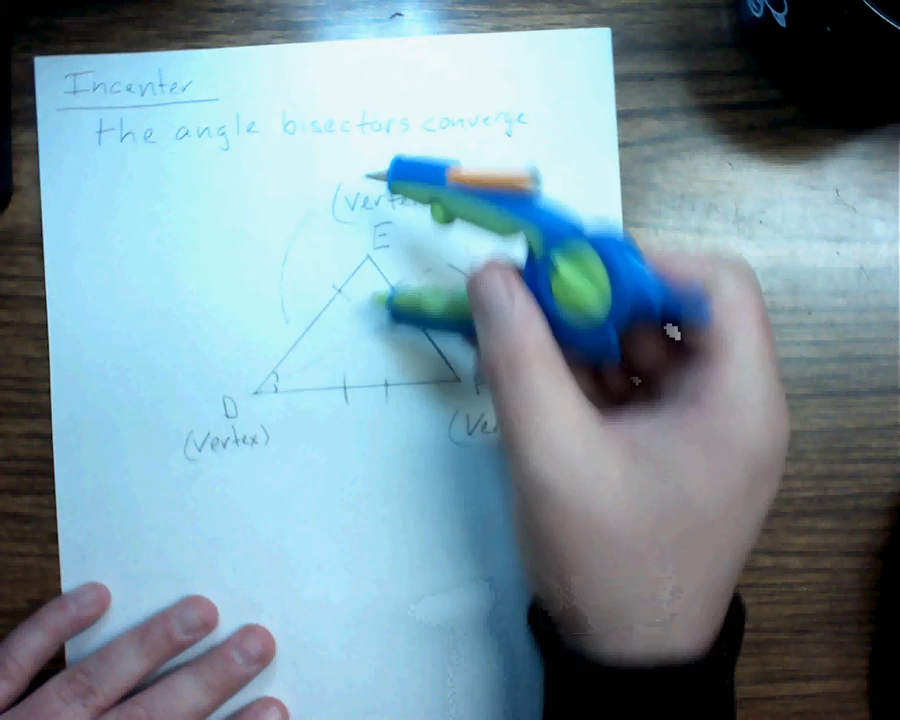 Incenter
the angle bisectors converge
E
D
(vertex)